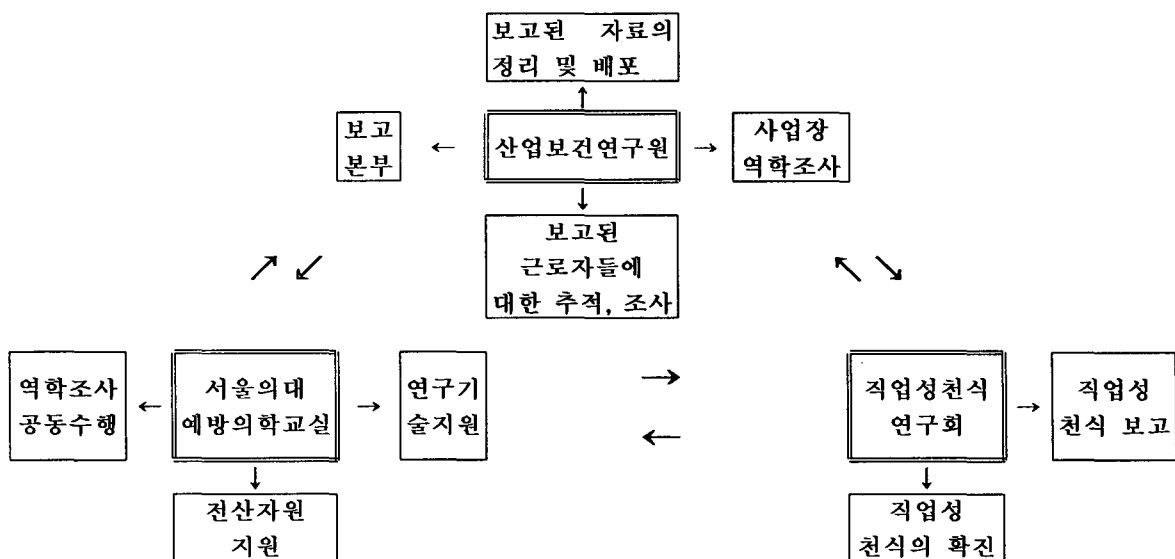 보고된 자료의
정리 및 배포
↑
보고
본부
←
산업보건연구원
→
사업장
역학조사
↓
보고된
근로자들에
대한 추적, 조사
↗ ↙
↖ ↘
역학조사
공동수행
←
서울의대
예방의학교실
→
연구기
술지원
→
←
직업성천식
연구회
→
직업성
천식 보고
↓
전산자원
지원
↓
직업성
천식의 확진